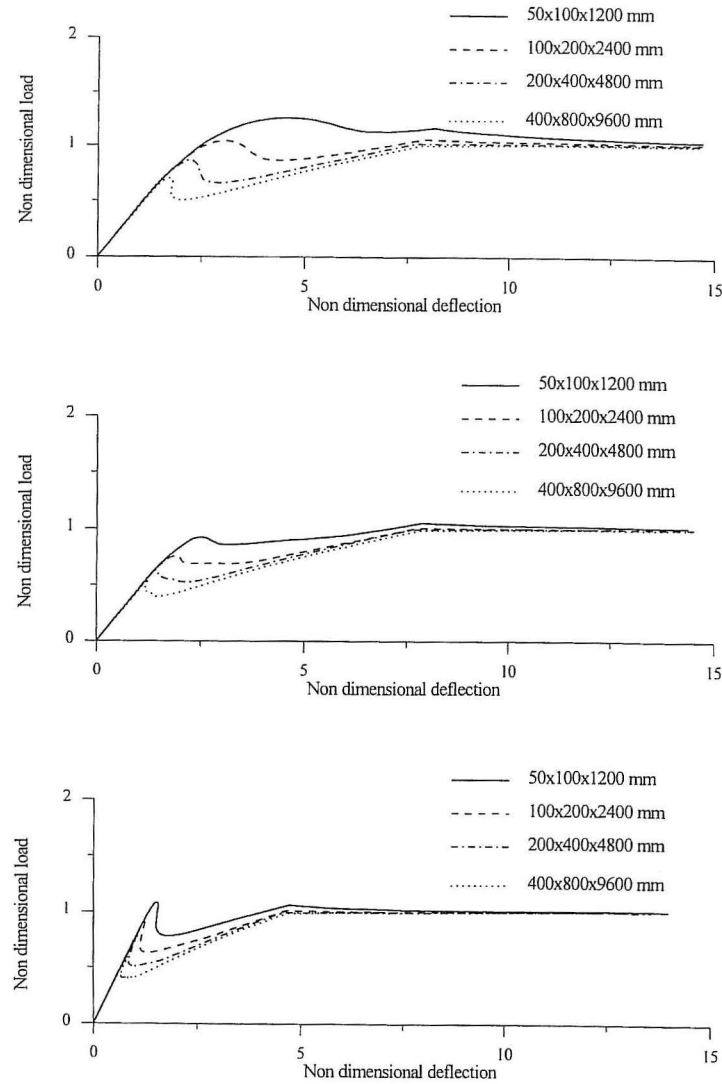 50x100x1200 mm
100x200x2400 mm
200x400x4800 mm
400x800x9600 mm
Non dimensional load
2
1
0
0
5
10
15
Non dimensional deflection
50x100x1200 mm
100x200x2400 mm
200x400x4800 mm
400x800x9600 mm
Non dimensional load
2
1
0
0
5
10
15
Non dimensional deflection
50x100x1200 mm
100x200x2400 mm
200x400x4800 mm
400x800x9600 mm
Non dimensional load
2
1
0
0
5
10
15
Non dimensional deflection